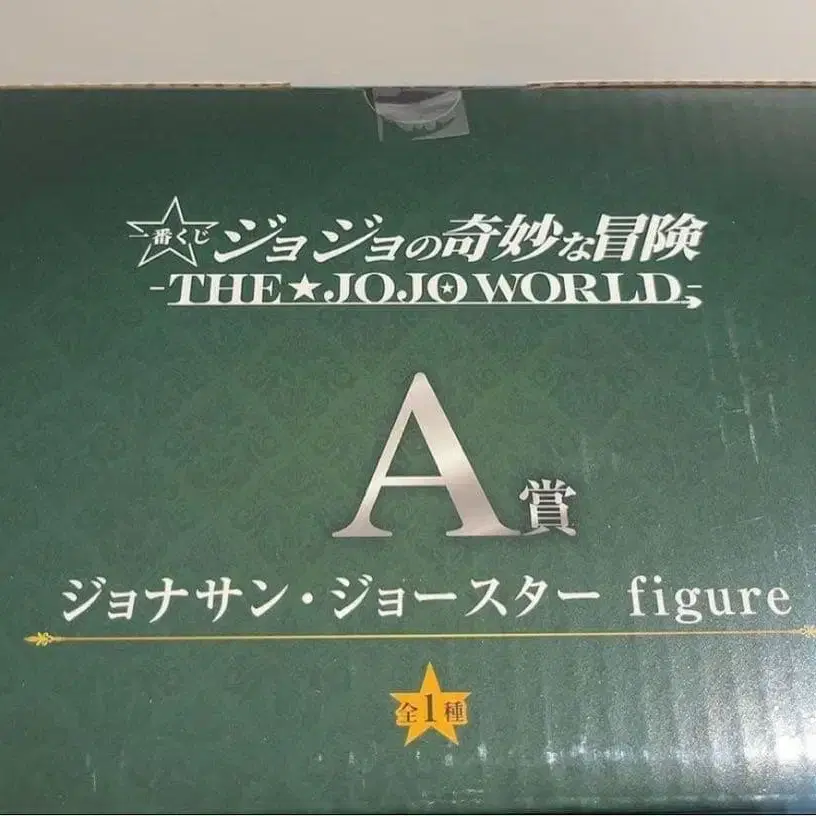 一番くじ ジョジョの奇妙な冒険
-THE★JOJO WORLD-
A賞
ジョナサン・ジョースター figure
全1種